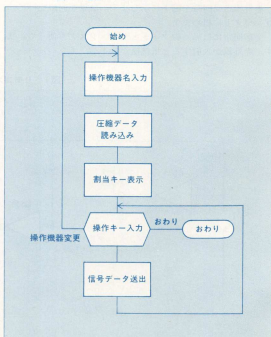 始め
操作機器名入力
圧縮データ
読み込み
割当キー表示
操作キー入力
おわり
おわり
操作機器変更
信号データ送出